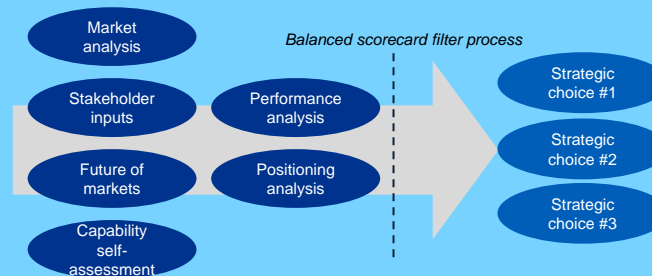 Market
analysis
Balanced scorecard filter process
Stakeholder
inputs
Performance
analysis
Future of
markets
Positioning
analysis
Capability
self-
assessment
Strategic
choice #1
Strategic
choice #2
Strategic
choice #3